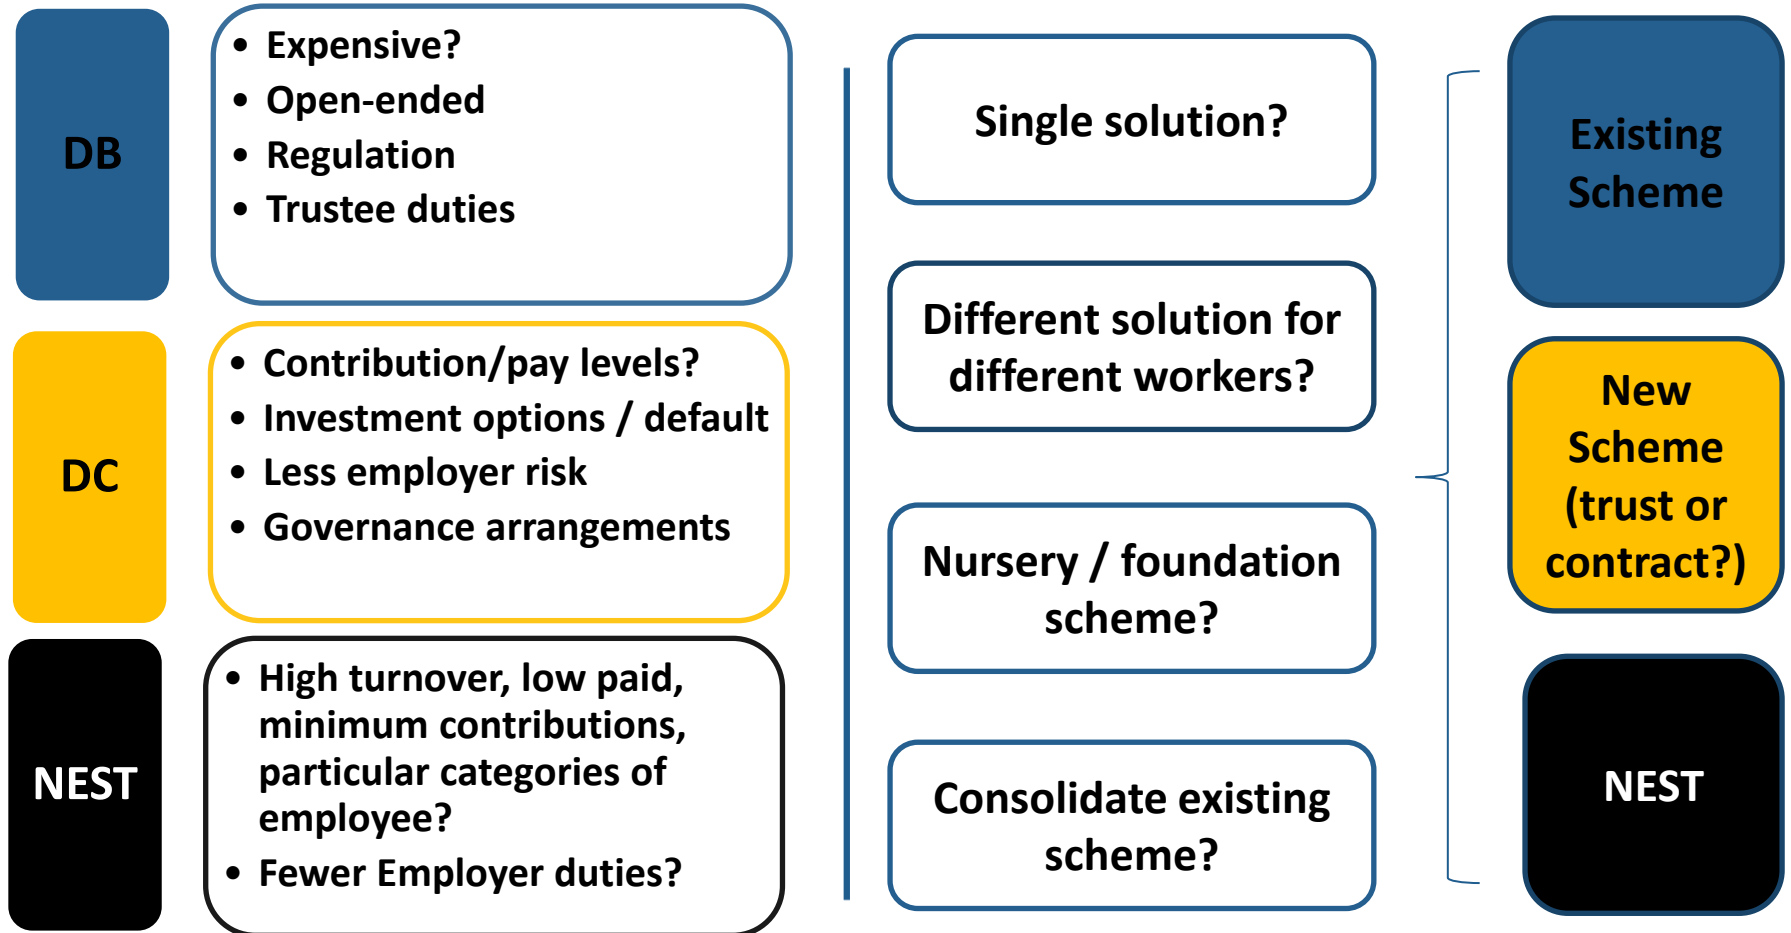 DB
• Expensive?
• Open-ended
• Regulation
• Trustee duties
DC
• Contribution/pay levels?
• Investment options / default
• Less employer risk
• Governance arrangements
NEST
• High turnover, low paid,
minimum contributions,
particular categories of
employee?
• Fewer Employer duties?
Single solution?
Different solution for
different workers?
Nursery / foundation
scheme?
Consolidate existing
scheme?
Existing
Scheme
New
Scheme
(trust or
contract?)
NEST